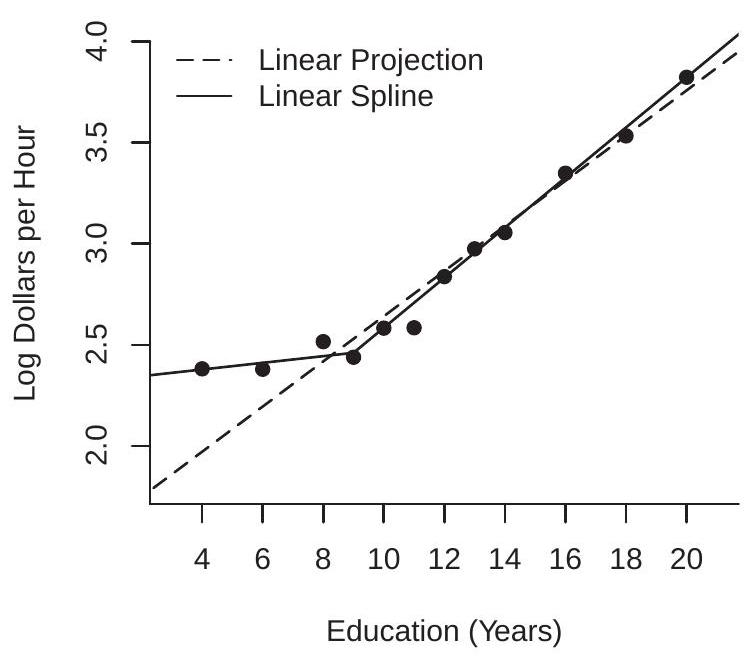 Linear Projection
Linear Spline
Log Dollars per Hour
4.0
3.5
3.0
2.5
2.0
4 6 8 10 12 14 16 18 20
Education (Years)